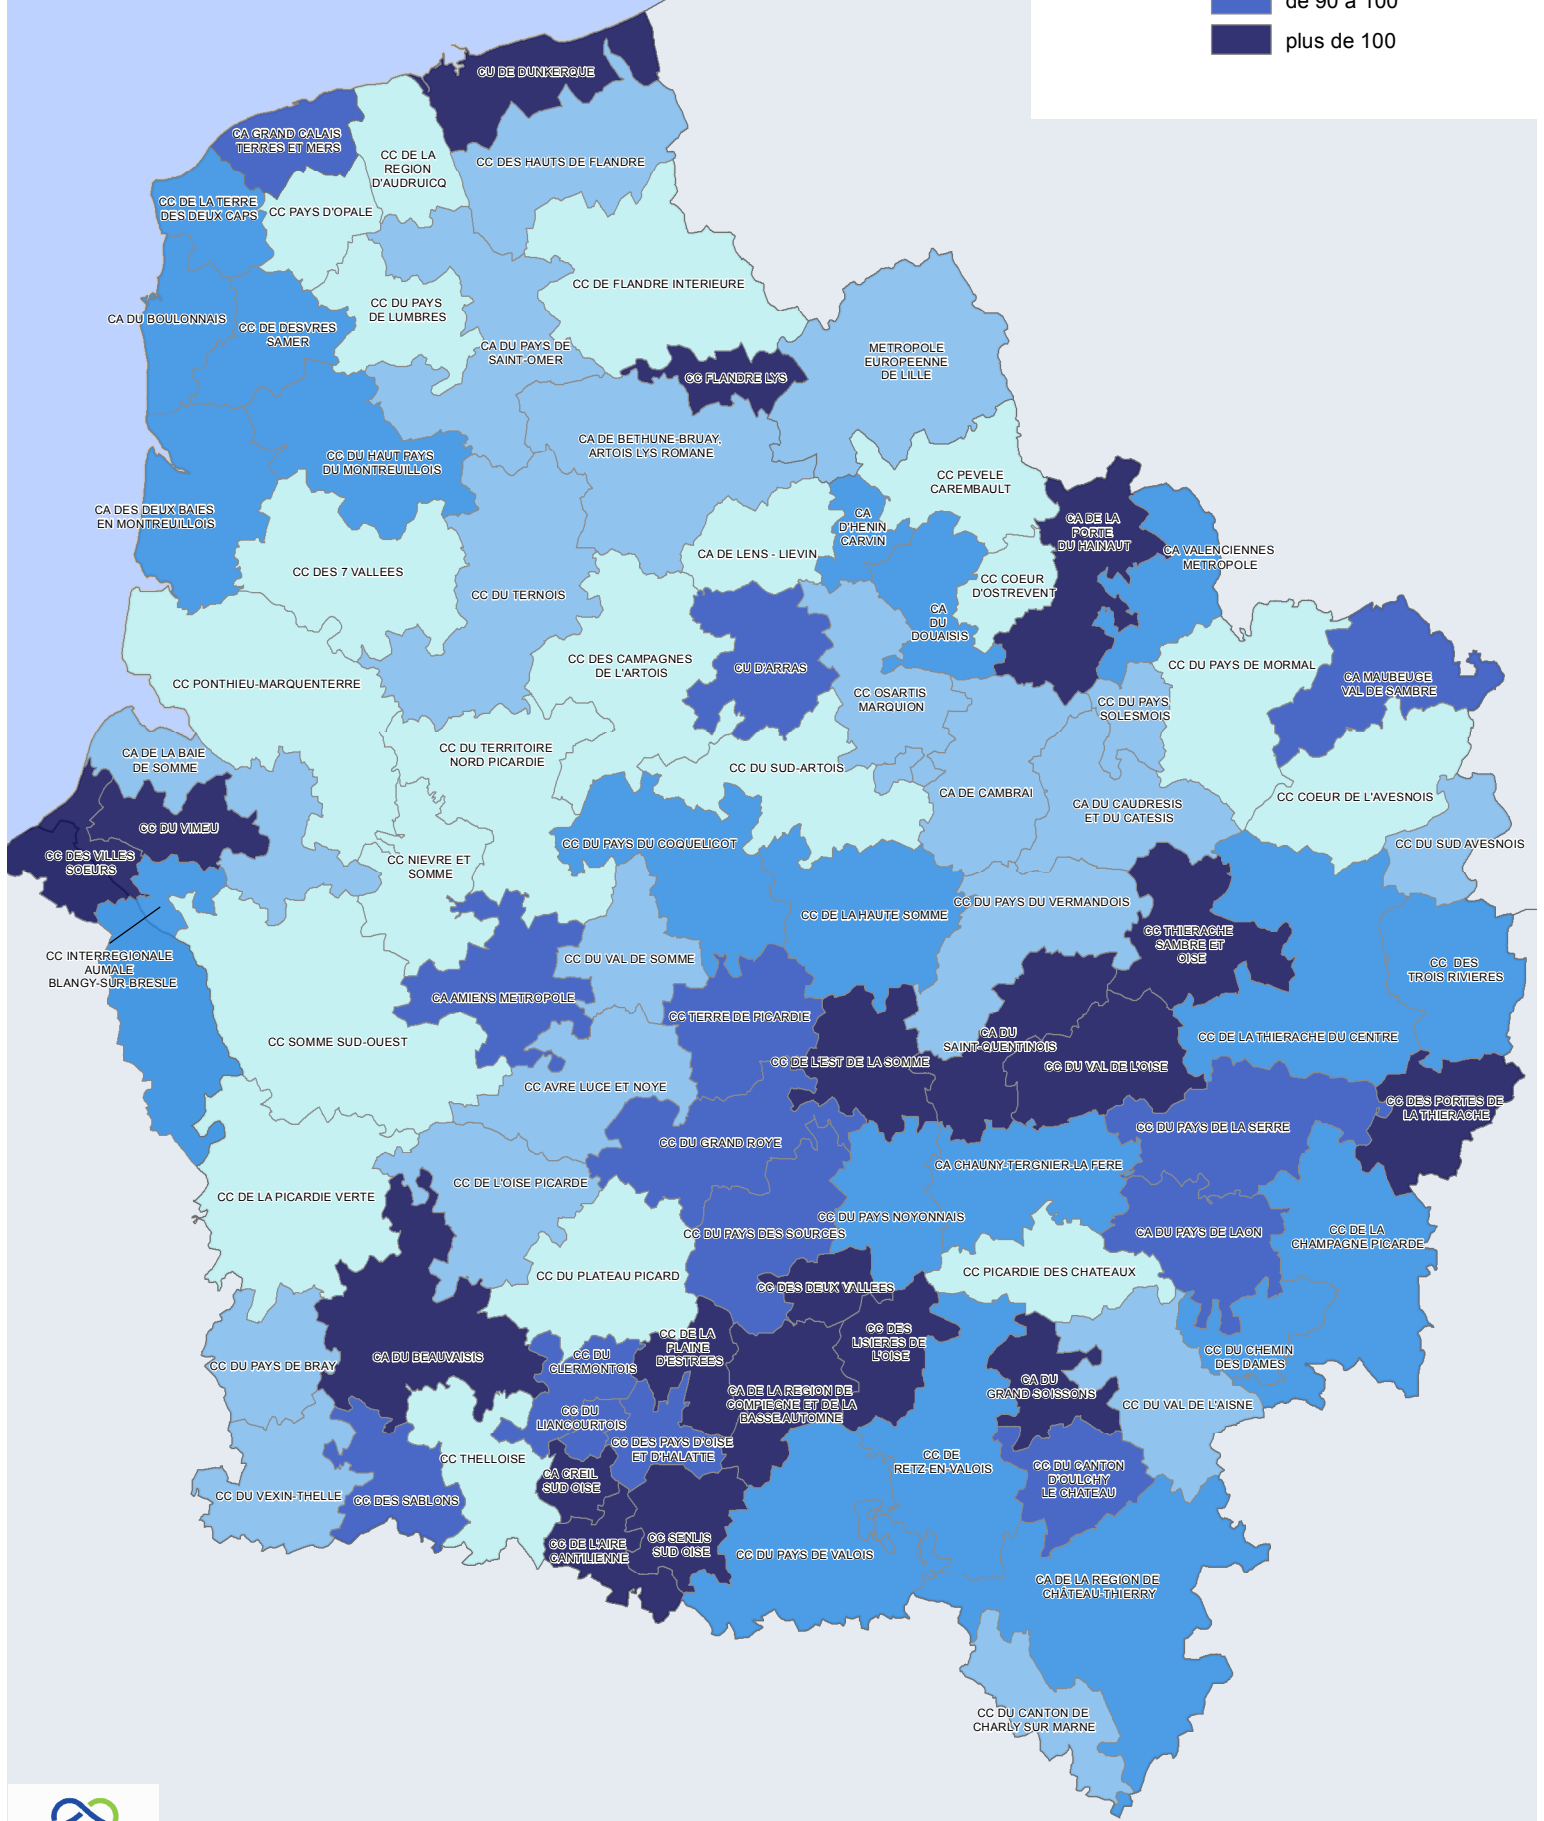 de 90 à 100
plus de 100
CU DE DUNKERQUE
CA GRAND CALAIS
TERRES ET MERS
CC DE LA
REGION
D'AUDRUICQ
CC DES HAUTS DE FLANDRE
CC DE LA TERRE
DES DEUX CAPS
CC PAYS D'OPALE
CC DE FLANDRE INTERIEURE
CC DU PAYS
DE LUMBRES
CA DU BOULONNAIS
CC DE DESVRES
SAMER
CA DU PAYS DE
SAINT-OMER
METROPOLE
EUROPEENNE
DE LILLE
CC FLANDRE LYS
CA DE BETHUNE-BRUAY,
ARTOIS LYS ROMANE
CC DU HAUT PAYS
DU MONTREUILLOIS
CC PEVELE
CAREMBAULT
CA DES DEUX BAIES
EN MONTREUILLOIS
CA
D'HENIN
CARVIN
CA DE LA
PORTE
DU HAINAUT
CA DE LENS - LIEVIN
CA VALENCIENNES
METROPOLE
CC DES 7 VALLEES
CC COEUR
D'OSTREVENT
CC DU TERNOIS
CA
DU
DOUAISIS
CC DES CAMPAGNES
DE L'ARTOIS
CU D'ARRAS
CC DU PAYS DE MORMAL
CA MAUBEUGE
VAL DE SAMBRE
CC PONTHIEU-MARQUENTERRE
CC OSARTIS
MARQUION
CC DU PAYS
SOLESMOIS
CC DU TERRITOIRE
NORD PICARDIE
CA DE LA BAIE
DE SOMME
CC DU SUD-ARTOIS
CA DE CAMBRAI
CA DU CAUDRESIS
ET DU CATESIS
CC COEUR DE L'AVESNOIS
CC DU VIMEU
CC DU PAYS DU COQUELICOT
CC DU SUD AVESNOIS
CC DES VILLES
SOEURS
CC NIEVRE ET
SOMME
CC DE LA HAUTE SOMME
CC DU PAYS DU VERMANDOIS
CC THIERACHE
SAMBRE ET
OISE
CC INTERREGIONALE
AUMALE
BLANGY-SUR-BRESLE
CC DU VAL DE SOMME
CC  DES
TROIS RIVIERES
CA AMIENS METROPOLE
CC TERRE DE PICARDIE
CC SOMME SUD-OUEST
CA DU
SAINT-QUENTINOIS
CC DE LA THIERACHE DU CENTRE
CC DE L'EST DE LA SOMME
CC DU VAL DE L'OISE
CC AVRE LUCE ET NOYE
CC DES PORTES DE
LA THIERACHE
CC DU PAYS DE LA SERRE
CC DU GRAND ROYE
CA CHAUNY-TERGNIER-LA FERE
CC DE L'OISE PICARDE
CC DE LA PICARDIE VERTE
CC DU PAYS NOYONNAIS
CC DU PAYS DES SOURCES
CA DU PAYS DE LAON
CC DE LA
CHAMPAGNE PICARDE
CC DU PLATEAU PICARD
CC PICARDIE DES CHATEAUX
CC DES DEUX VALLEES
CC DE LA
PLAINE
D'ESTREES
CC DES
LISIERES DE
L'OISE
CC DU PAYS DE BRAY
CA DU BEAUVAISIS
CC DU
CLERMONTOIS
CC DU CHEMIN
DES DAMES
CA DU
GRAND SOISSONS
CA DE LA REGION DE
COMPIEGNE ET DE LA
BASSE AUTOMNE
CC DU VAL DE L'AISNE
CC DU
LIANCOURTOIS
CC DES PAYS D'OISE
ET D'HALATTE
CC THELLOISE
CC DE
RETZ-EN-VALOIS
CC DU CANTON
D'OULCHY
LE CHATEAU
CA CREIL
SUD OISE
CC DU VEXIN-THELLE
CC DES SABLONS
CC DE L'AIRE
CANTILIENNE
CC SENLIS
SUD OISE
CC DU PAYS DE VALOIS
CA DE LA REGION DE
CHÂTEAU-THIERRY
CC DU CANTON DE
CHARLY SUR MARNE